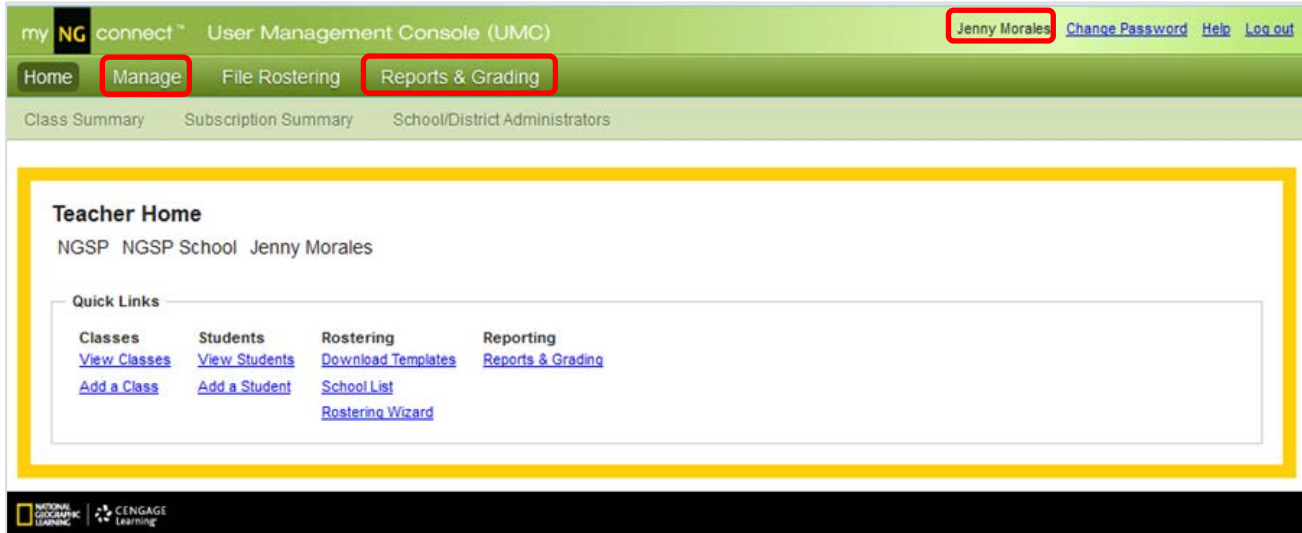 my NG connect™ User Management Console (UMC)
Jenny Morales Change Password Help Log out
Home Manage File Rostering Reports & Grading
Class Summary Subscription Summary School/District Administrators
Teacher Home
NGSP NGSP School Jenny Morales
Quick Links
Classes Students Rostering Reporting
View Classes View Students Download Templates Reports & Grading
Add a Class Add a Student School List
Rostering Wizard
NATIONAL
GEOGRAPHIC
LEARNING
CENGAGE
Learning